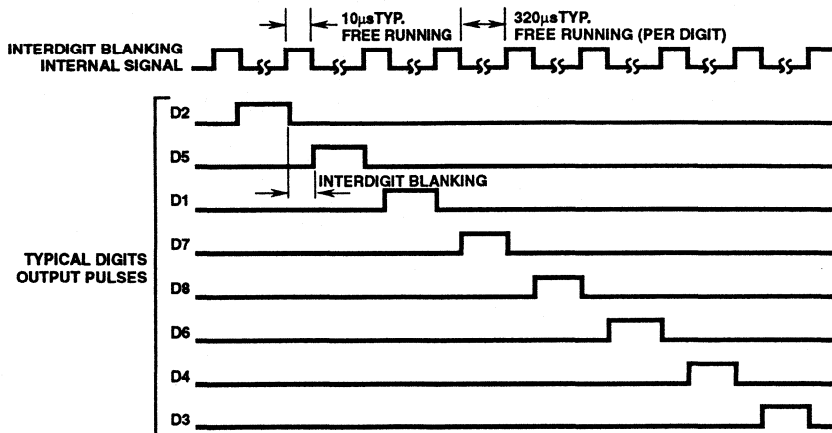 10µsTYP.
FREE RUNNING
320µsTYP.
FREE RUNNING (PER DIGIT)
INTERDIGIT BLANKING
INTERNAL SIGNAL
D2
D5
INTERDIGIT BLANKING
D1
D7
TYPICAL DIGITS
OUTPUT PULSES
D8
D6
D4
D3